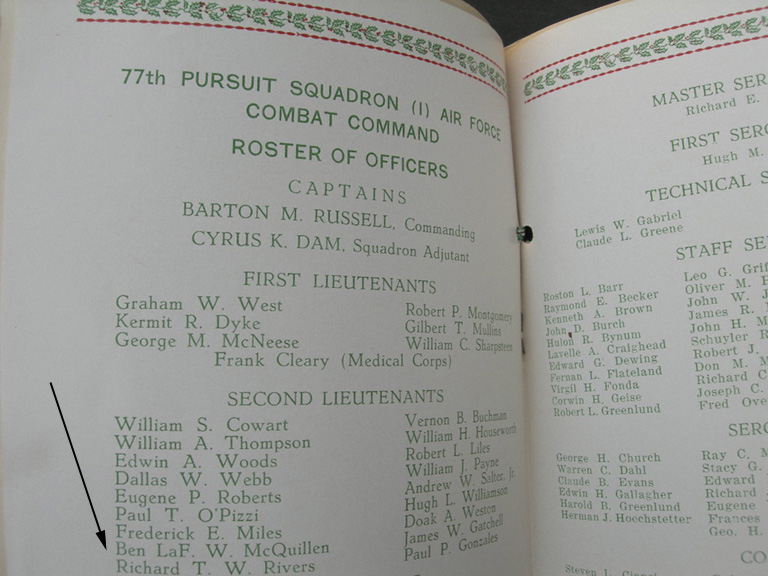 77th PURSUIT SQUADRON (I) AIR FORCE
COMBAT COMMAND
ROSTER OF OFFICERS
CAPTAINS
BARTON M. RUSSELL, Commanding
CYRUS K. DAM, Squadron Adjutant
FIRST LIEUTENANTS
Graham W. West
Kermit R. Dyke
George M. McNeese
Robert P. Montgomery
Gilbert T. Mullins
William C. Sharpsteen
Frank Cleary (Medical Corps)
SECOND LIEUTENANTS
William S. Cowart
William A. Thompson
Edwin A. Woods
Dallas W. Webb
Eugene P. Roberts
Paul T. O'Pizzi
Frederick E. Miles
Ben LaF. W. McQuillen
Richard T. W. Rivers
Vernon B. Buchman
William H. Houseworth
Robert L. Liles
William J. Payne
Andrew W. Salter, Jr.
Hugh L. Williamson
Doak A. Weston
James W. Gatchell
Paul P. Gonzales
MASTER SER
Richard E.
FIRST SERG
Hugh M.
TECHNICAL S
Lewis W. Gabriel
Claude L. Greene
STAFF SE
Roston L. Barr
Raymond E. Becker
Kenneth A. Brown
John D. Burch
Hulon R. Bynum
Lavelle A. Craighead
Edward G. Dewing
Fernan L. Flateland
Virgil H. Fonda
Corwin H. Geise
Robert L. Greenlund
Leo G. Grif
Oliver M. H
John W. J
James R.
John H. M
Schuyler R
Robert J.
Don M. M
Richard C
Joseph C.
Fred Ove
SERG
George H. Church
Warren C. Dahl
Claude B. Evans
Edwin H. Gallagher
Harold B. Greenlund
Herman J. Hoechstetter
Ray C. M
Stacy G.
Edward
Richard
Eugene
Frances
Geo. H.
CO
Steven L.